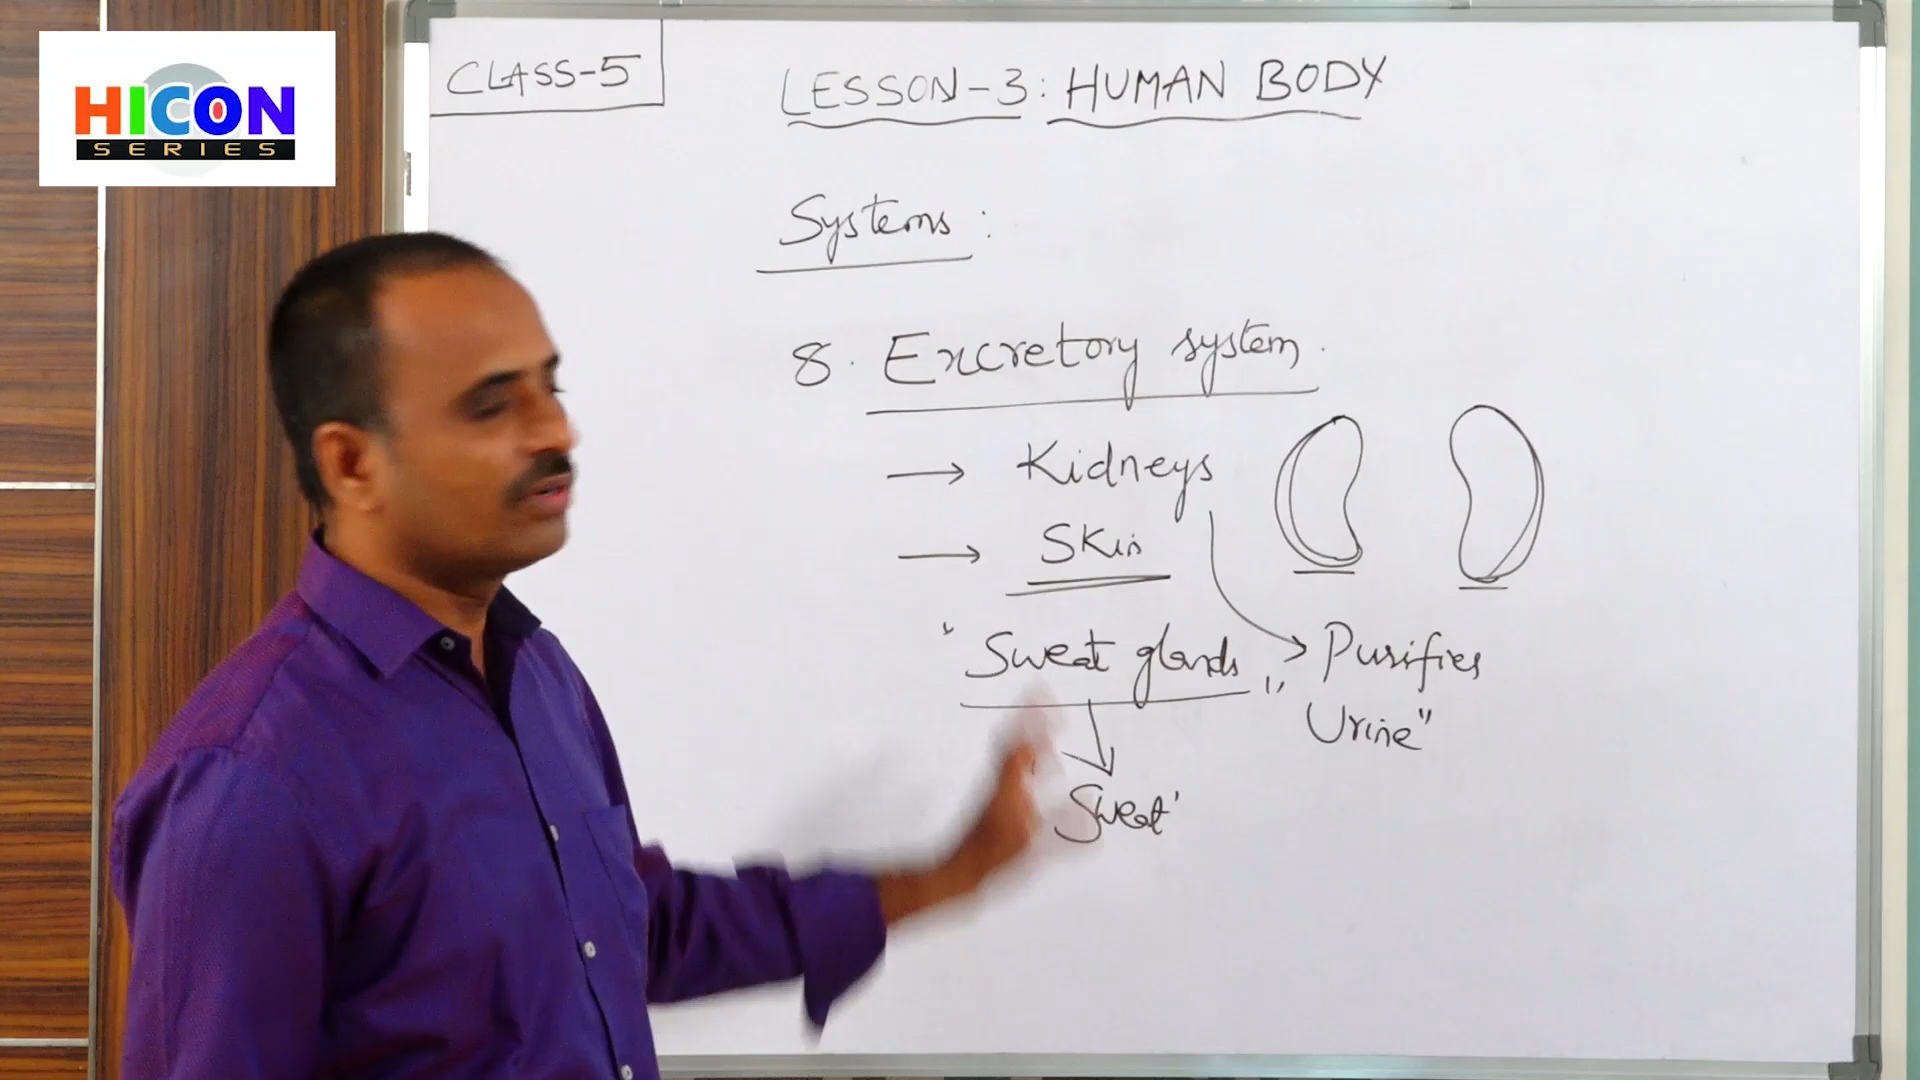 HICON
SERIES
CLASS-5
LESSON-3: HUMAN BODY
Systems:
8. Excretory system.
→ Kidneys
→ Skin
"Sweat glands"
→ Purifies
Urine"
Sweat'